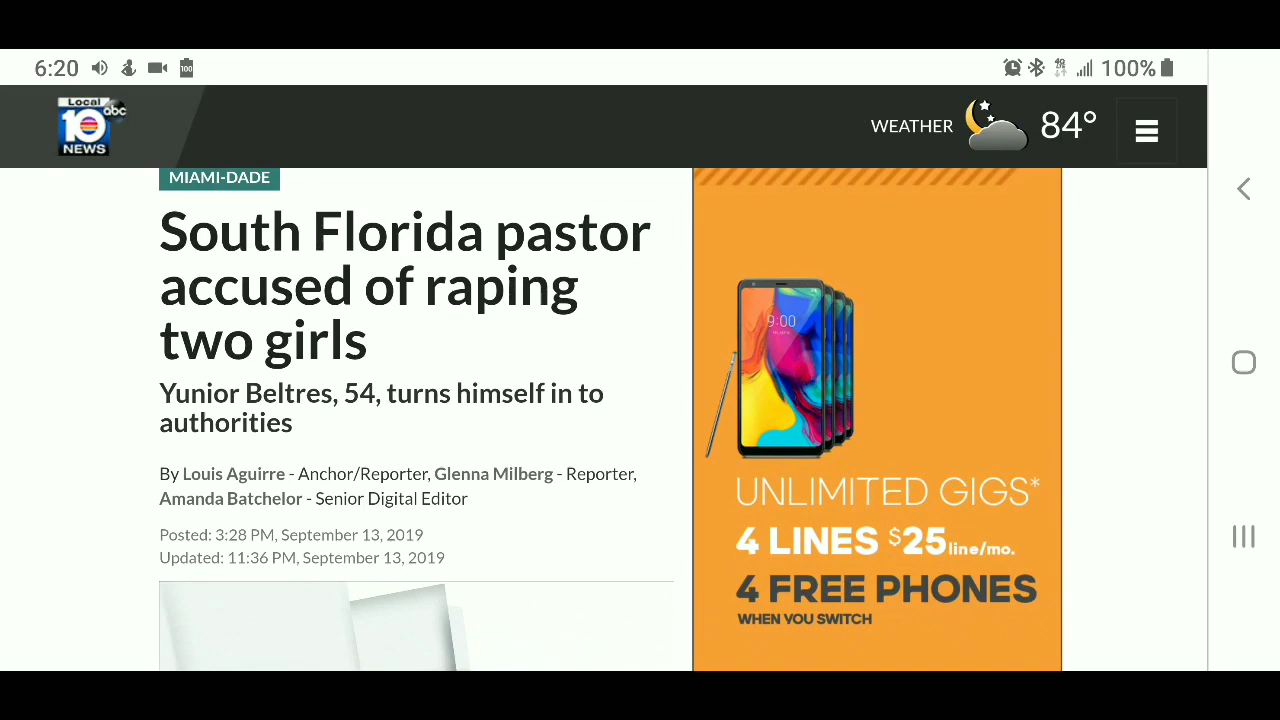 6:20
100
4G
100%
Local
10
abc
NEWS
WEATHER
84°
MIAMI-DADE
South Florida pastor
accused of raping
two girls
Yunior Beltres, 54, turns himself in to
authorities
By Louis Aguirre - Anchor/Reporter, Glenna Milberg - Reporter,
Amanda Batchelor - Senior Digital Editor
Posted: 3:28 PM, September 13, 2019
Updated: 11:36 PM, September 13, 2019
9:00
UNLIMITED GIGS*
4 LINES $25line/mo.
4 FREE PHONES
WHEN YOU SWITCH